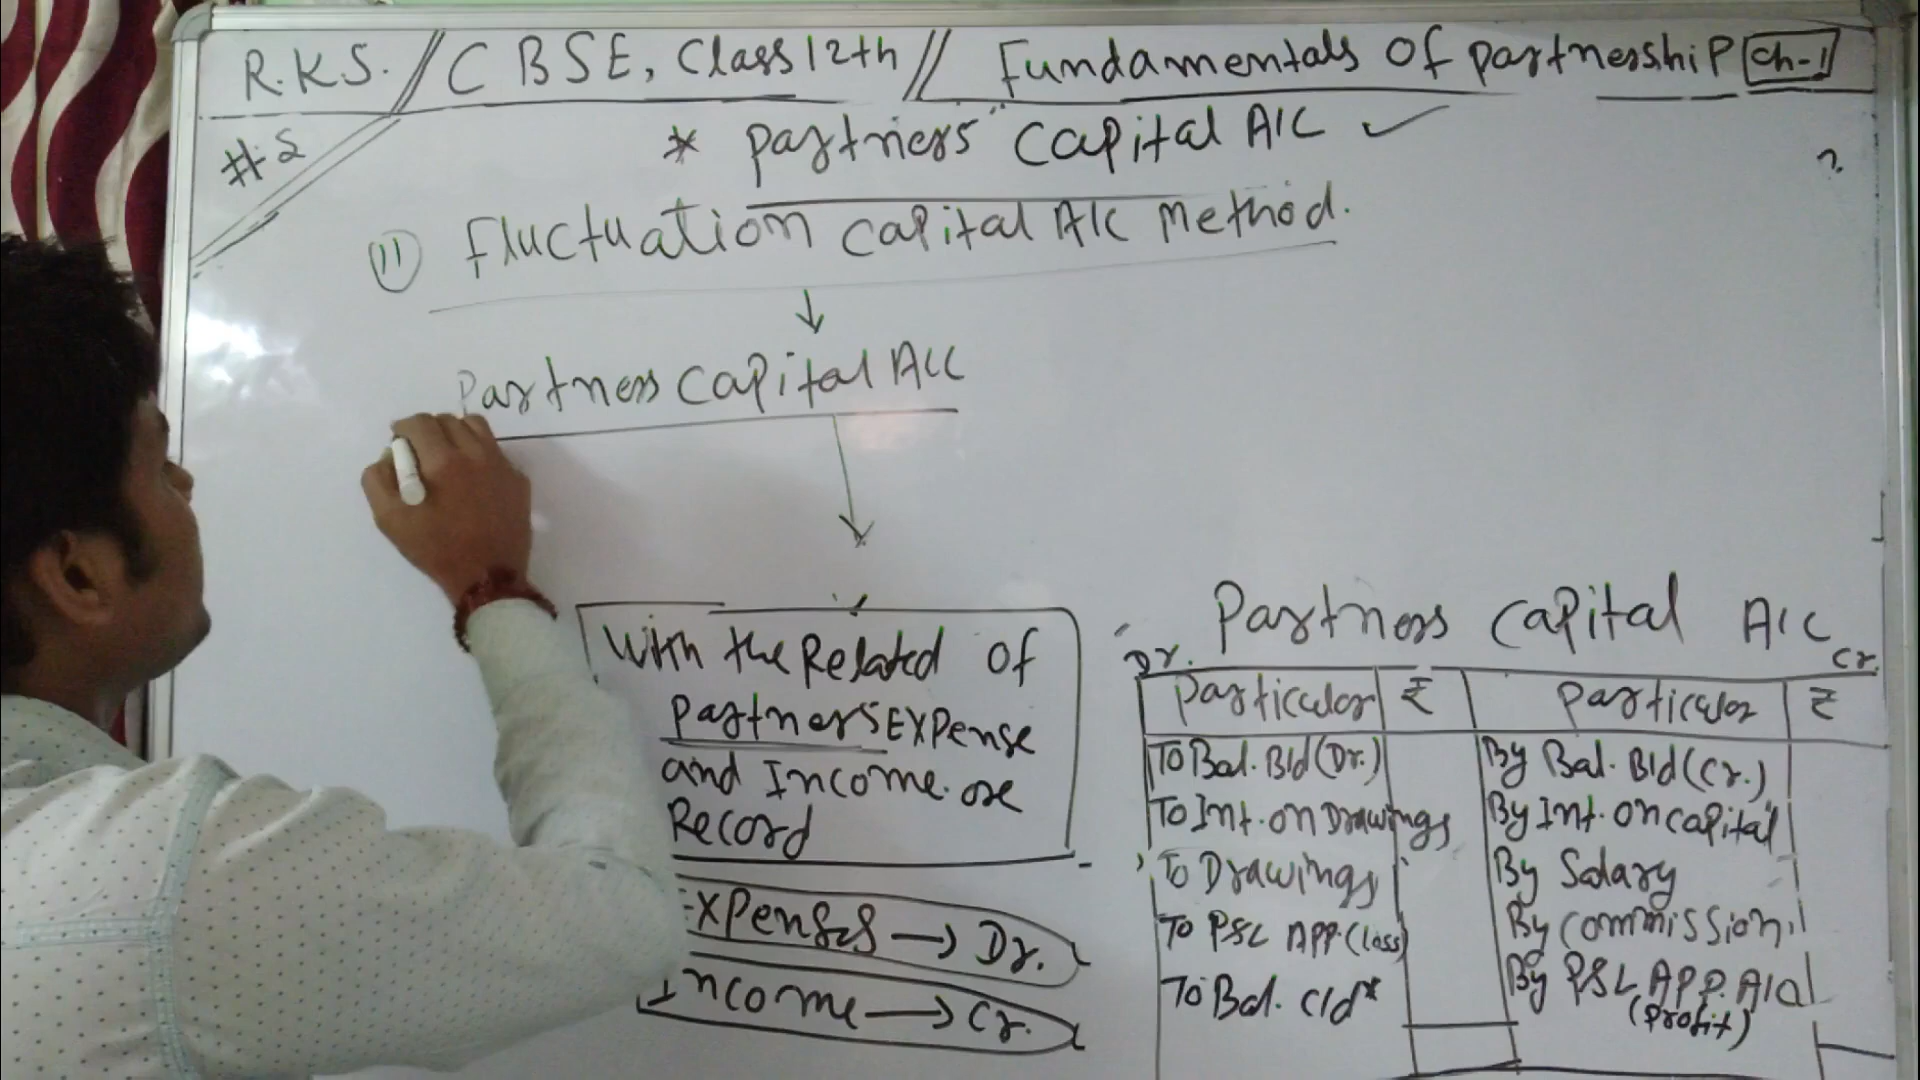 R.K.S. // CBSE, Class 12th // Fundamentals of Partnership Ch-1
#2
* Partners' Capital A/C ✓
(11) Fluctuation Capital A/C Method.
↓
Partners Capital A/C
With the Related Of
Partners EXPense
and Income ore
Record
EXPenses → Dr.
Income → Cr.
Partners Capital A/C
Dr. Cr.
Particular ₹ Particular ₹
To Bal. B/d (Dr.) By Bal. B/d (Cr.)
To Int. on Drawings By Int. on Capital
To Drawings By Salary
To P&L APP. (Loss) By Commission
To Bal. C/d* By P&L APP. A/C
(Profit)